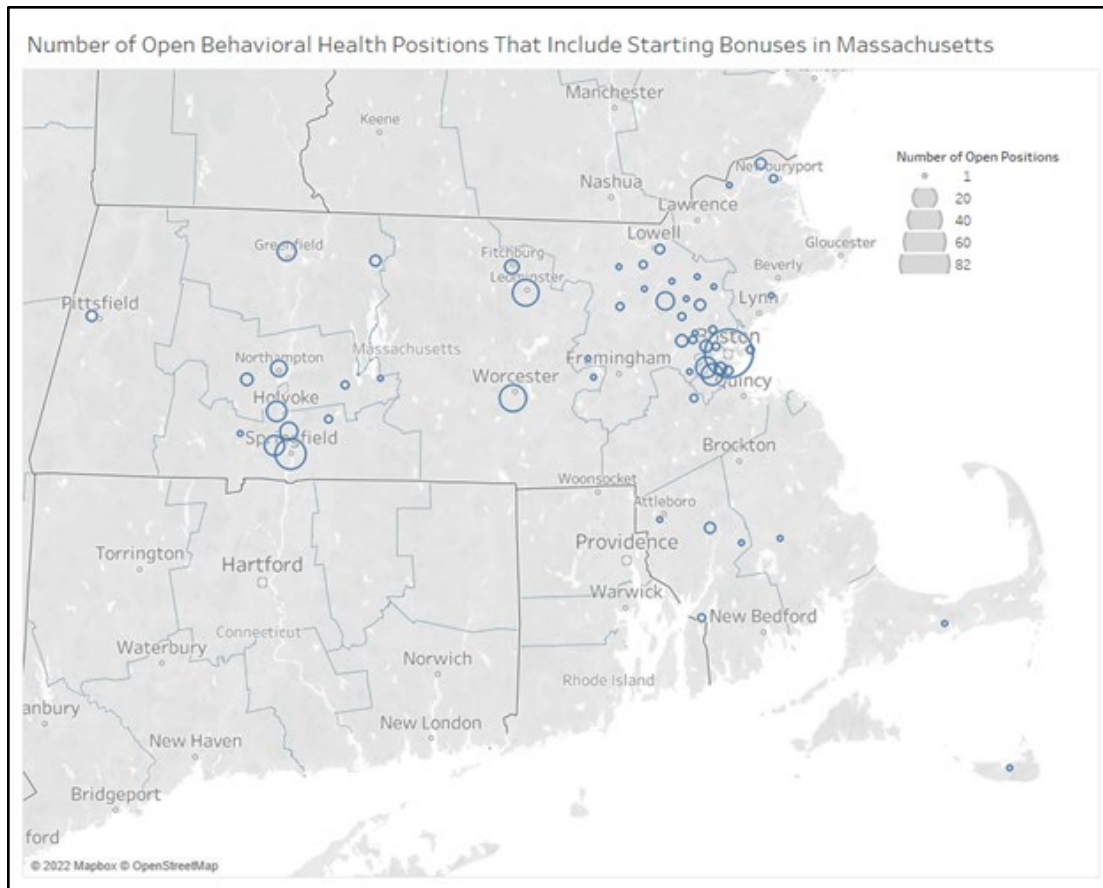 Number of Open Behavioral Health Positions That Include Starting Bonuses in Massachusetts
Manchester
Keene
Number of Open Positions
1
20
40
60
82
Newburyport
Nashua
Lawrence
Lowell
Gloucester
Greenfield
Fitchburg
Beverly
Leominster
Pittsfield
Lynn
Boston
Northampton
Massachusetts
Framingham
Worcester
Quincy
Holyoke
Springfield
Brockton
Woonsocket
Attleboro
Torrington
Providence
Hartford
Warwick
New Bedford
Connecticut
Waterbury
Norwich
Rhode Island
anbury
New London
New Haven
Bridgeport
ford
© 2022 Mapbox © OpenStreetMap